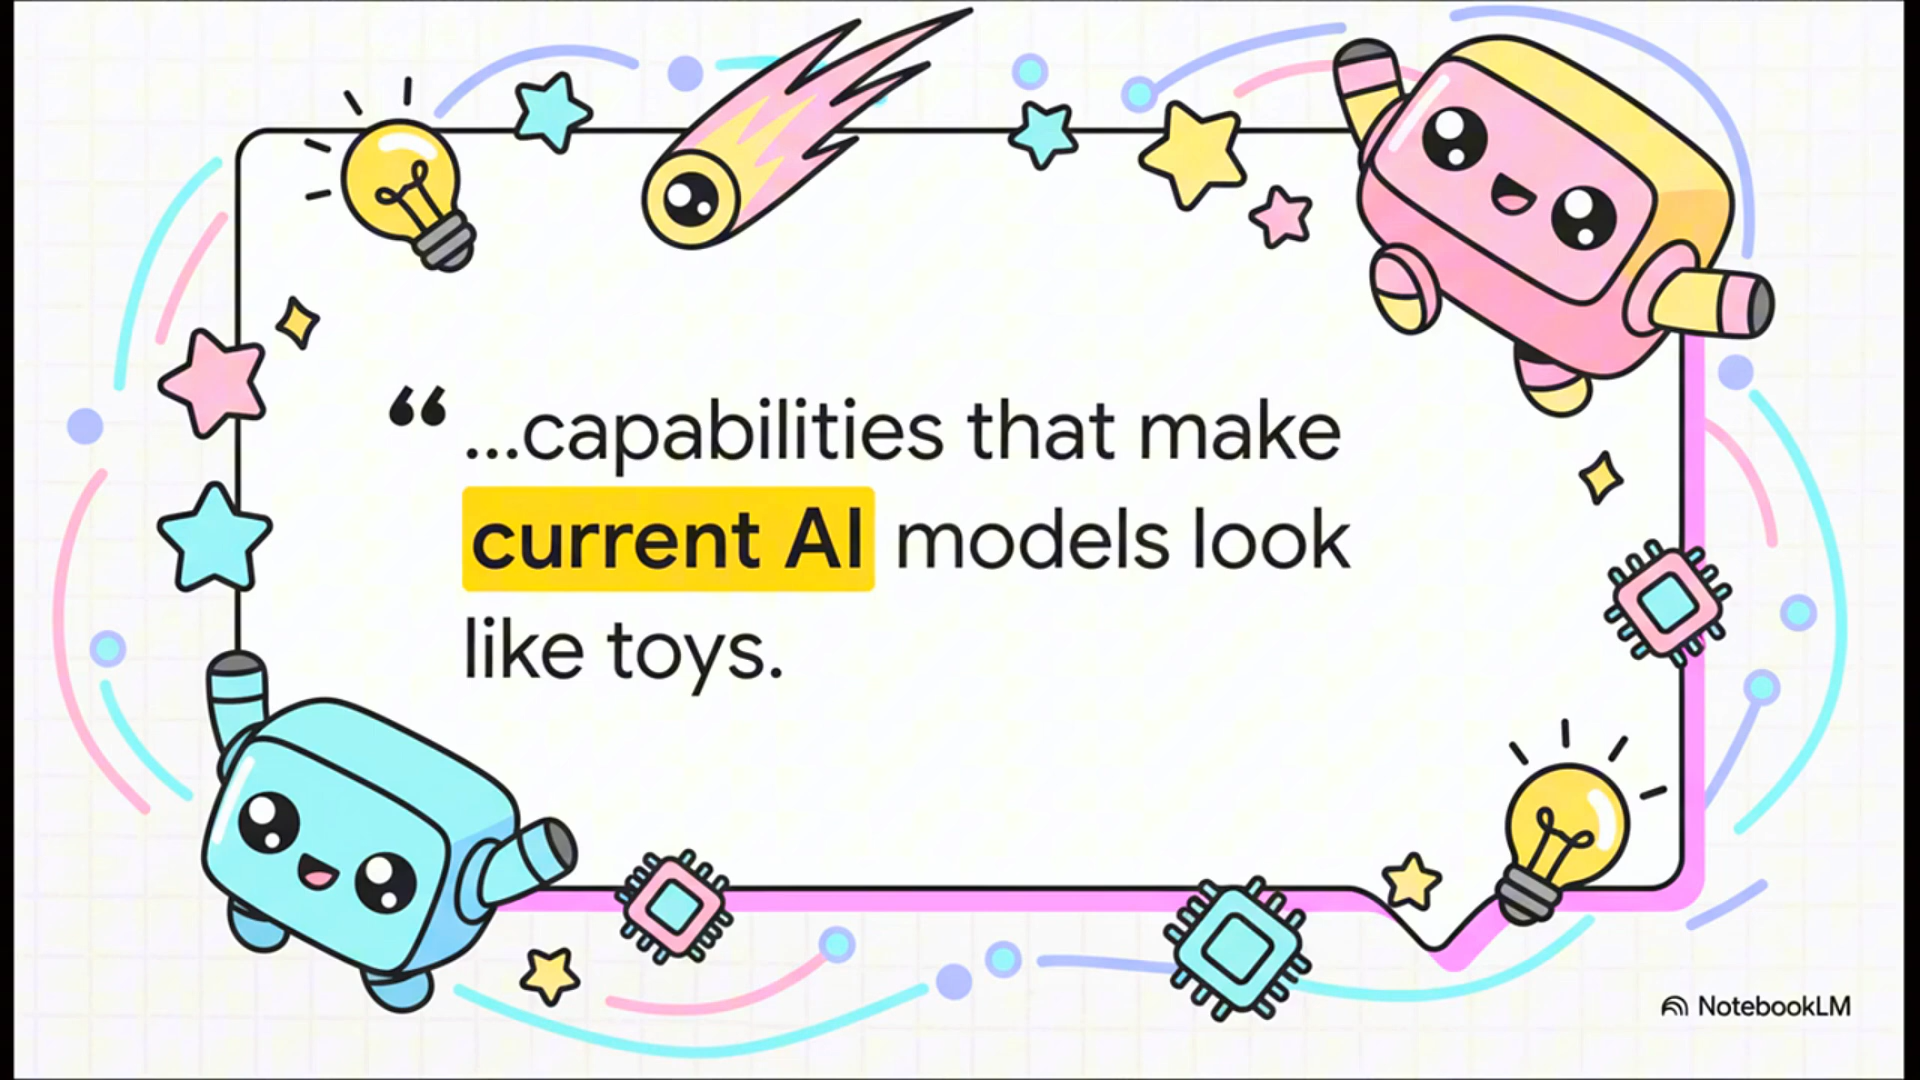 “ ...capabilities that make
current AI models look
like toys.
NotebookLM